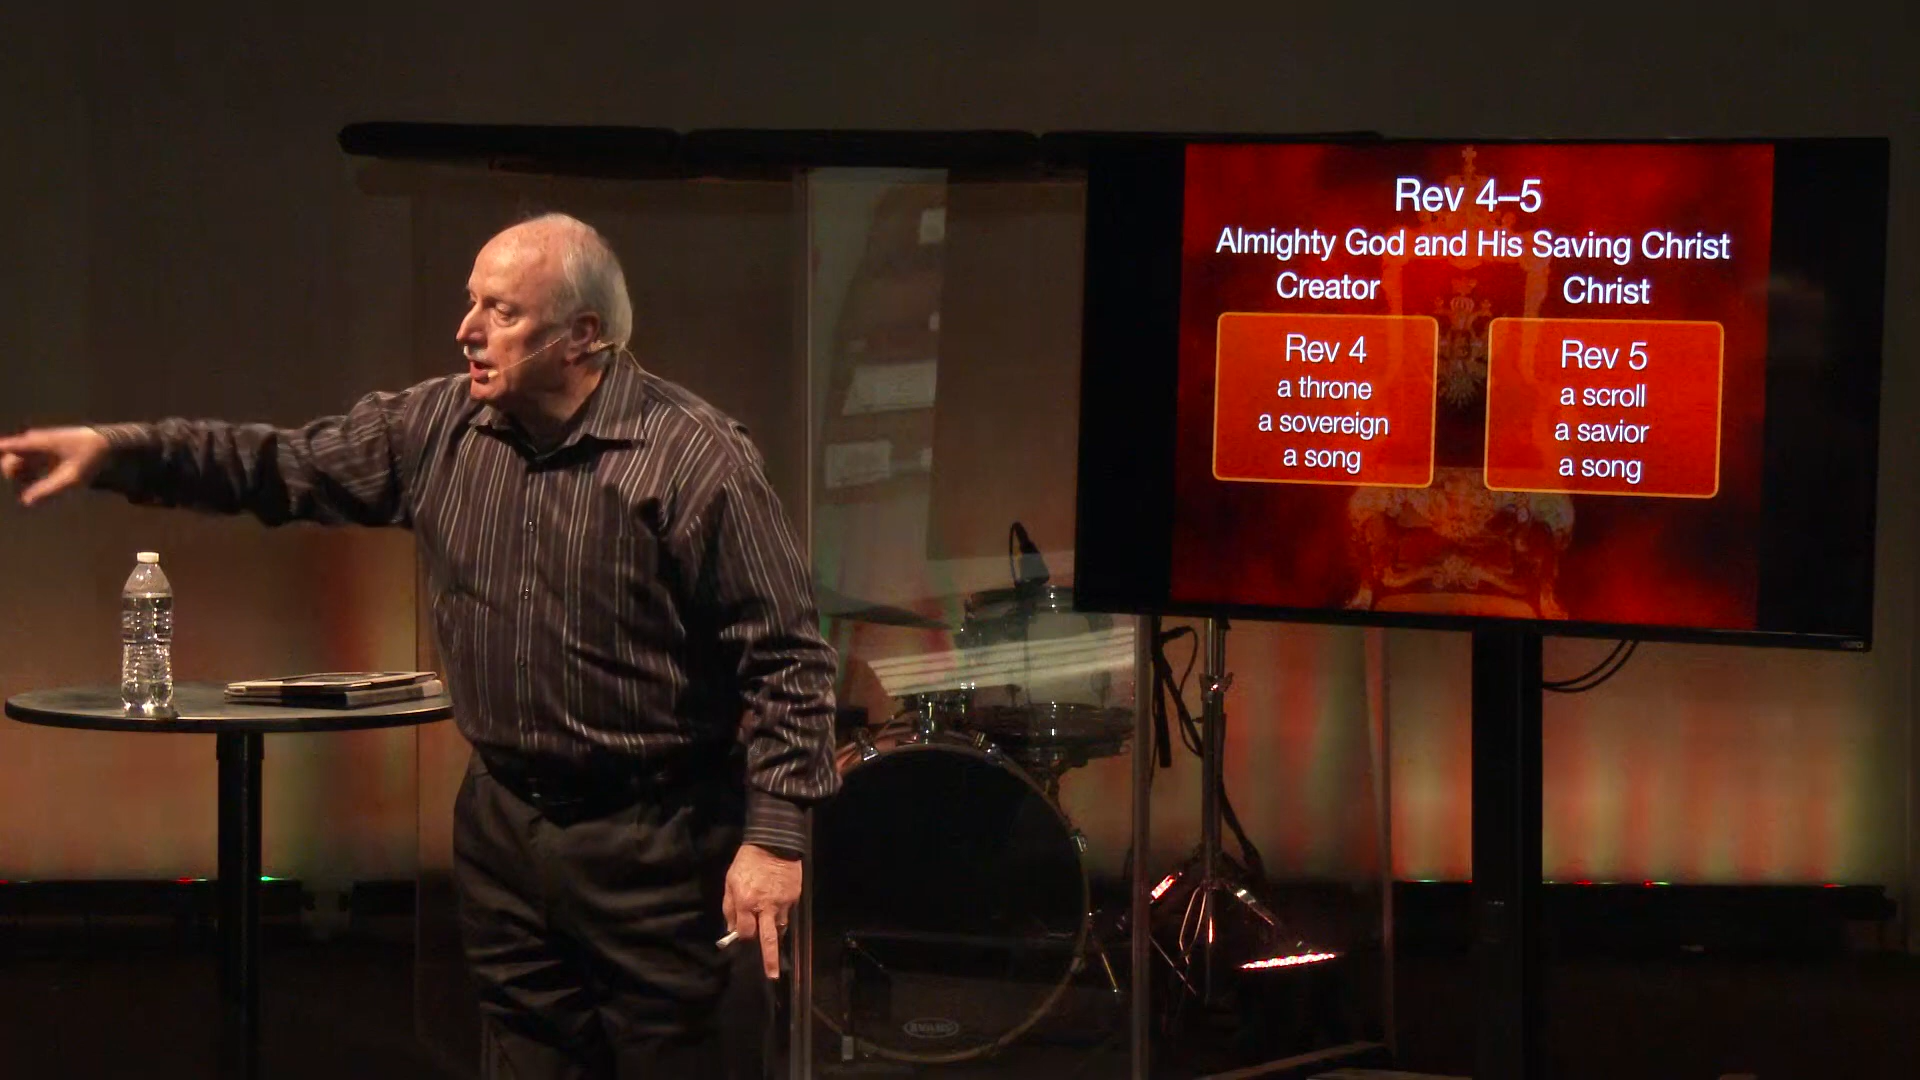 Rev 4–5
Almighty God and His Saving Christ
Creator
Rev 4
a throne
a sovereign
a song
Christ
Rev 5
a scroll
a savior
a song
EVANS